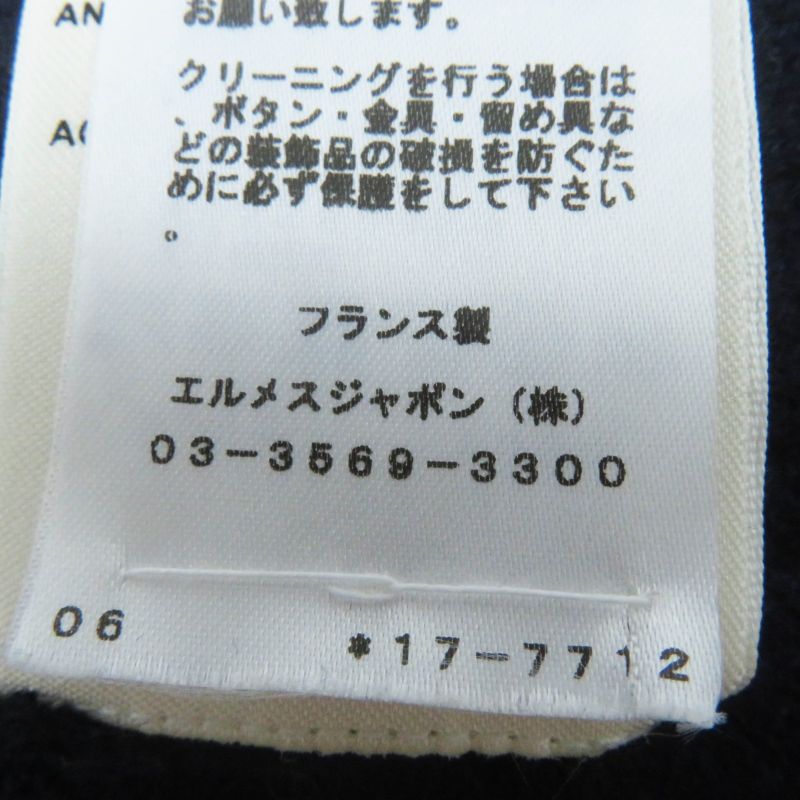 AN
お願い致します。
クリーニングを行う場合は
AC
、ボタン・金具・留め具な
どの装飾品の破損を防ぐた
めに必ず保護をして下さい
。
フランス製
エルメスジャポン（株）
03-3569-3300
06 *17-7712